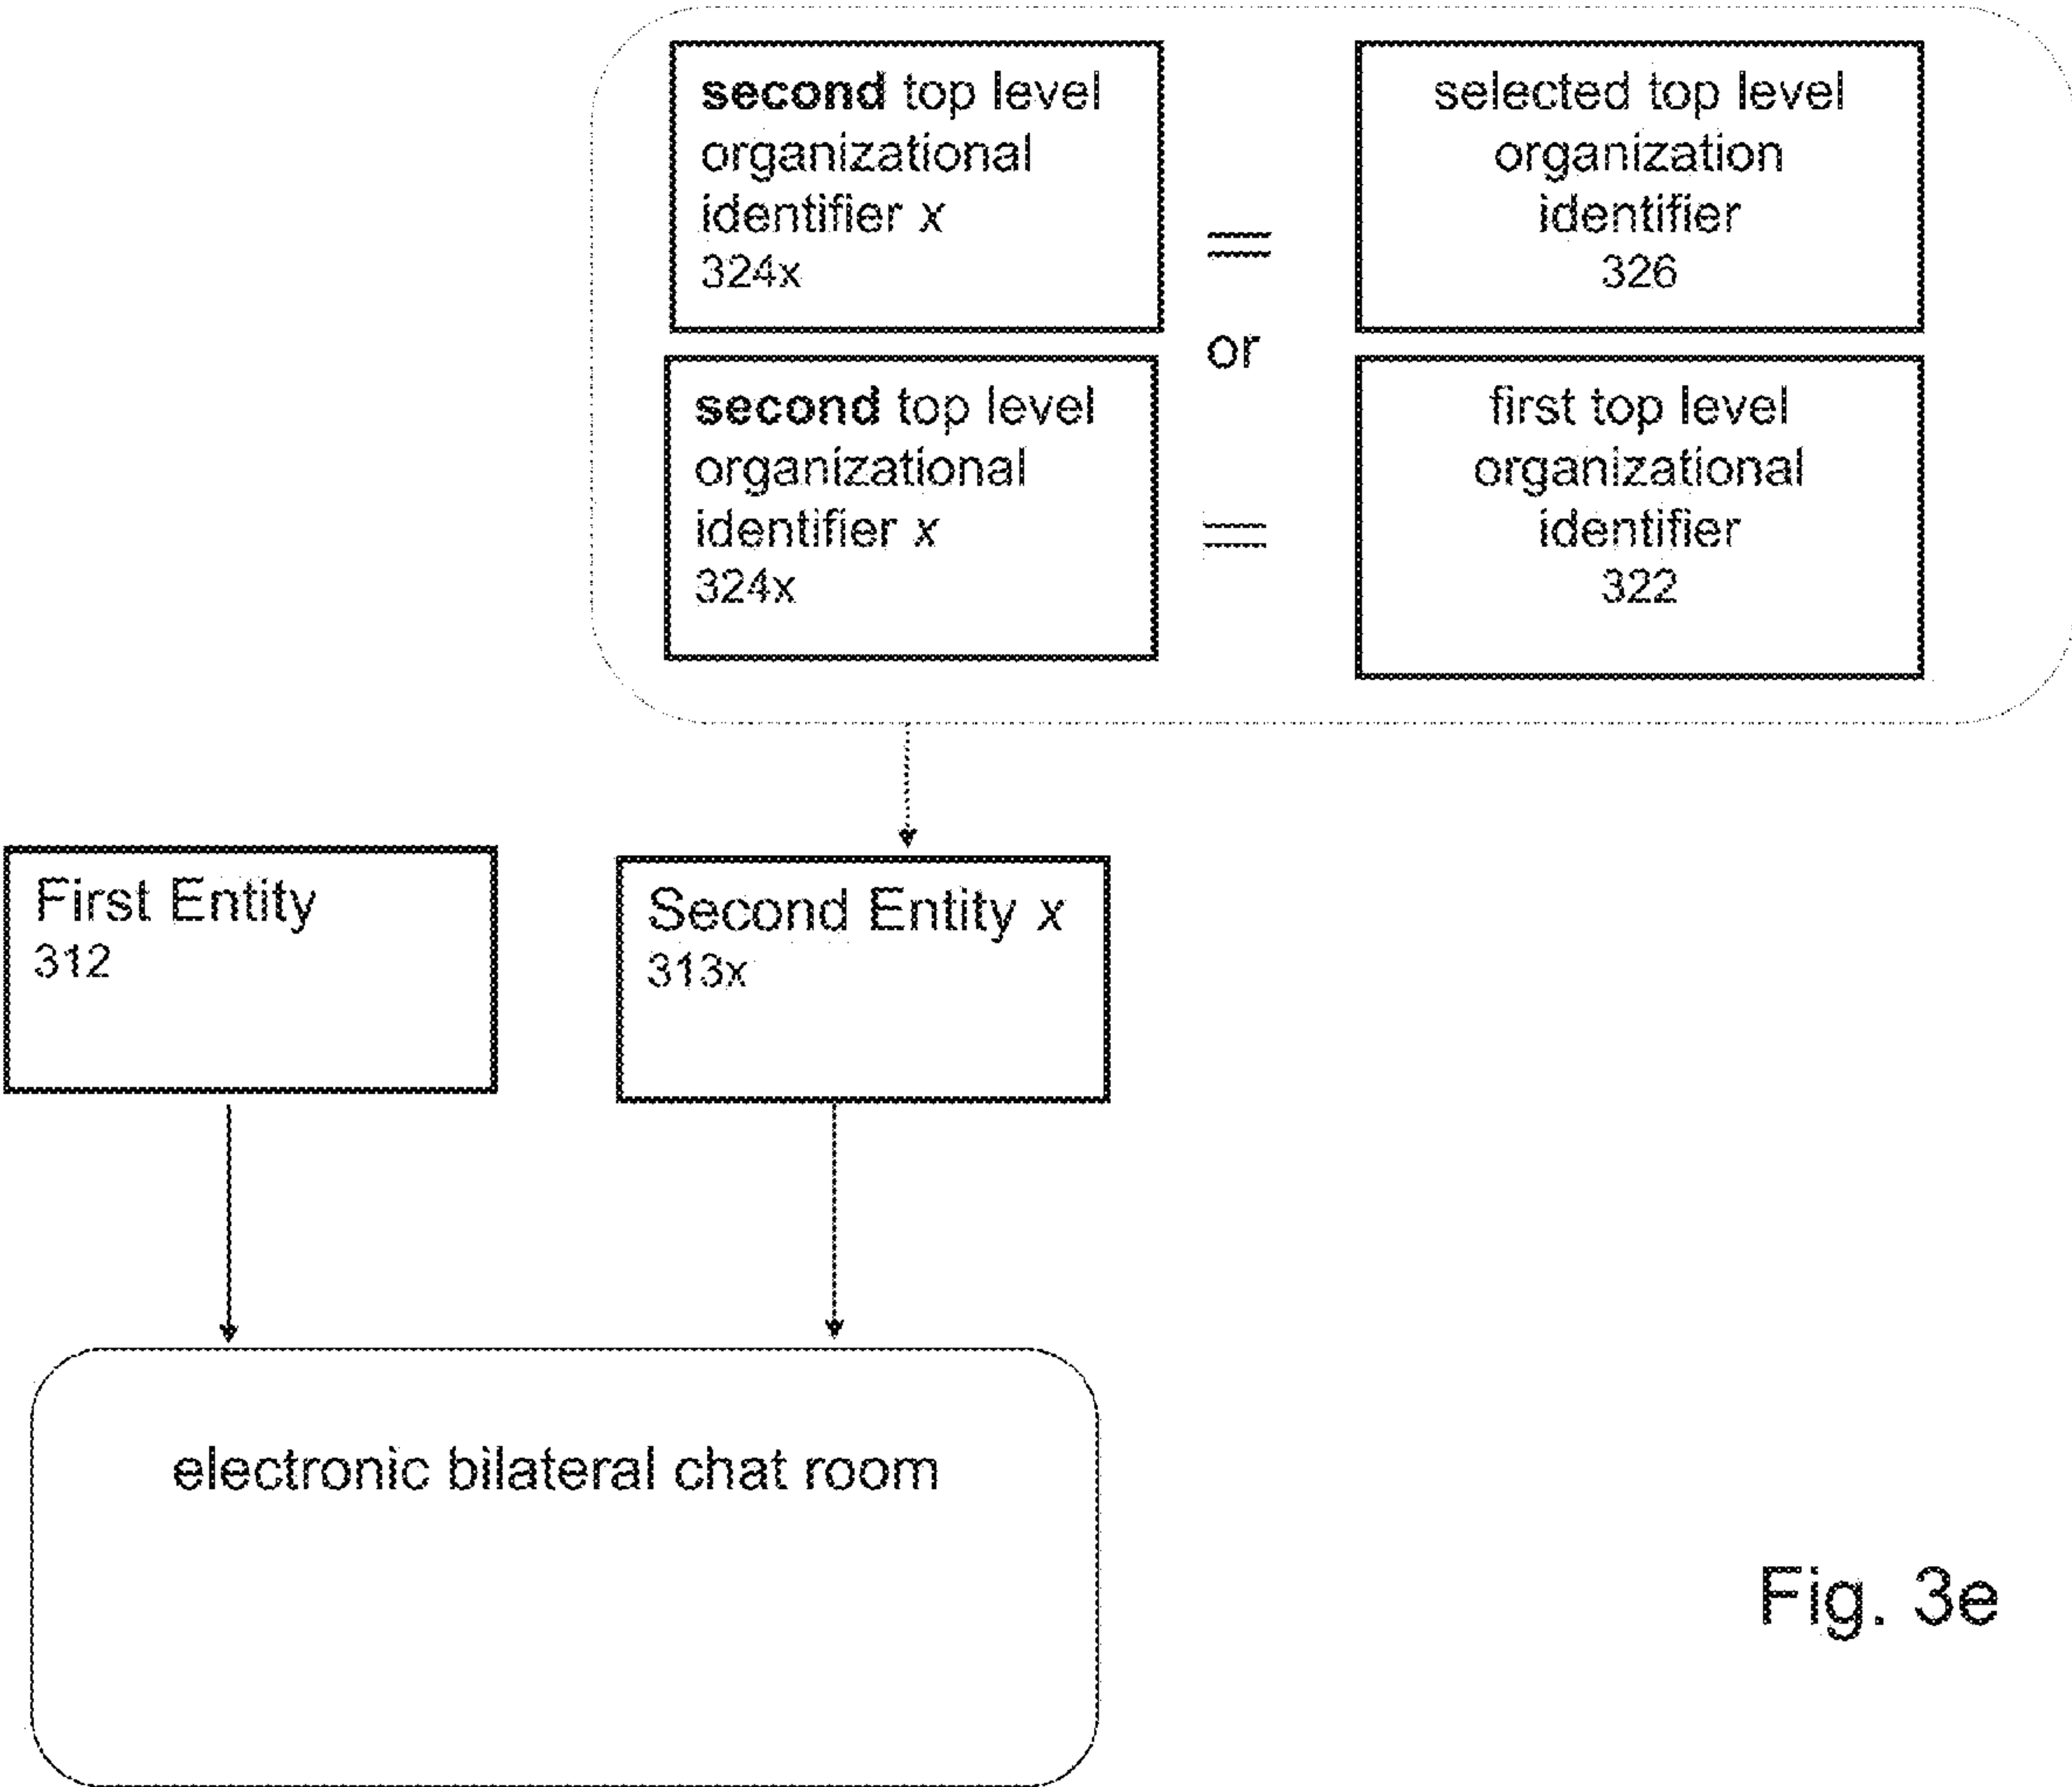 second top level
organizational
identifier x
324x
=
selected top level
organization
identifier
326
or
second top level
organizational
identifier x
324x
=
first top level
organizational
identifier
322
First Entity
312
Second Entity x
313x
electronic bilateral chat room
Fig. 3e